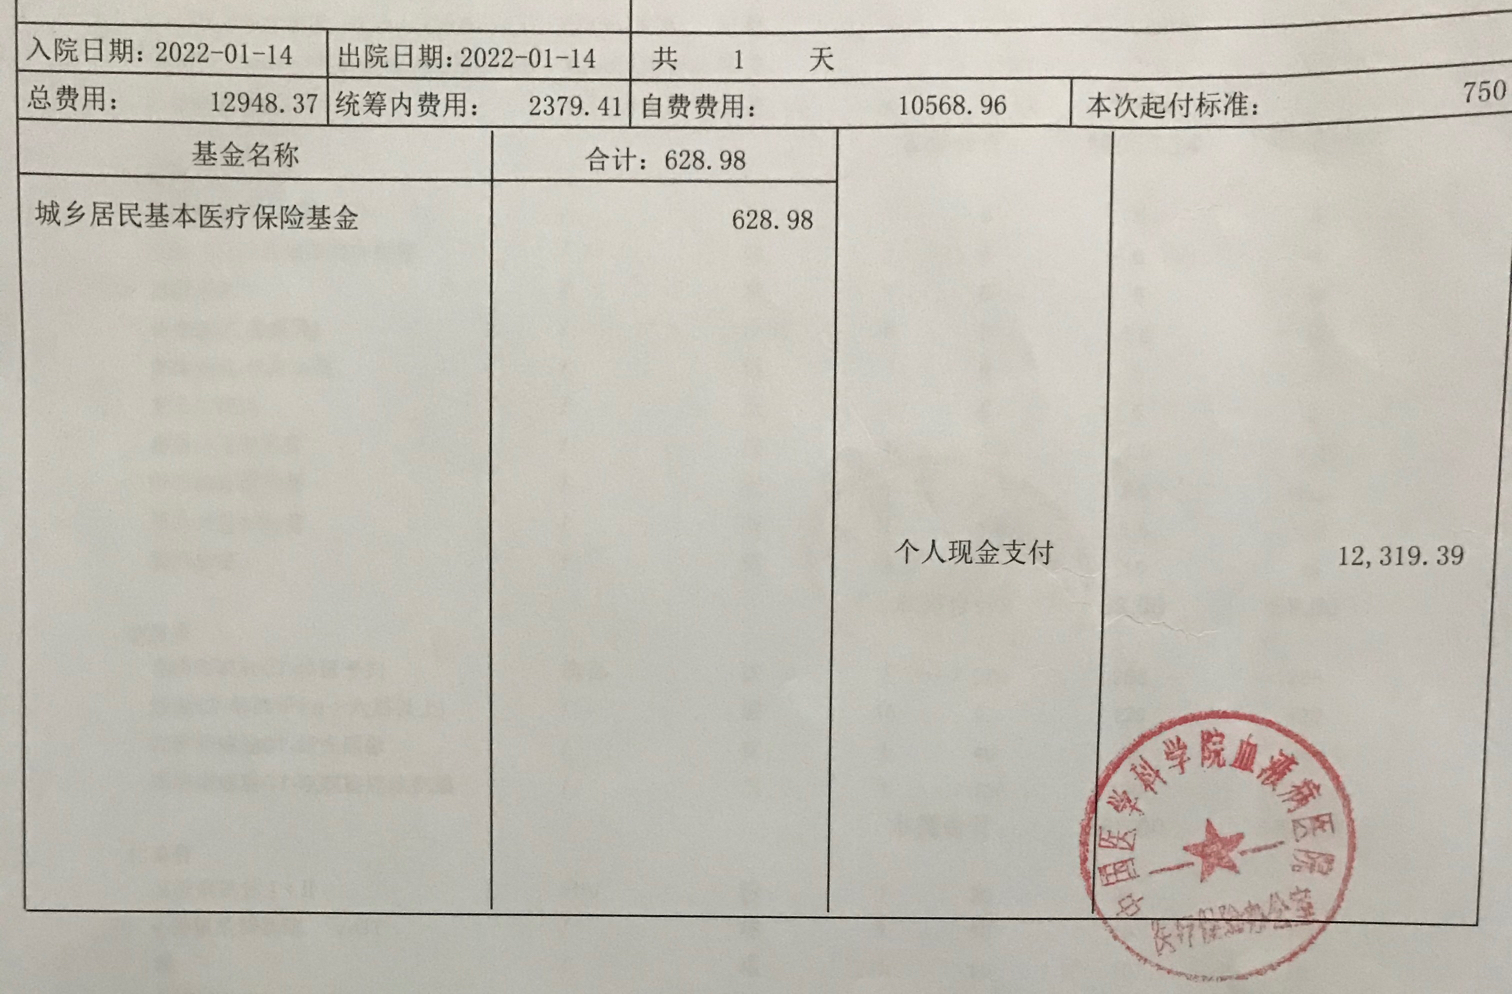 入院日期: 2022-01-14 出院日期: 2022-01-14 共 1 天
总费用: 12948.37 统筹内费用: 2379.41 自费费用: 10568.96 本次起付标准: 750
基金名称 合计: 628.98
城乡居民基本医疗保险基金 628.98
个人现金支付 12,319.39
中国医学科学院血液病医院
医疗保险办公室